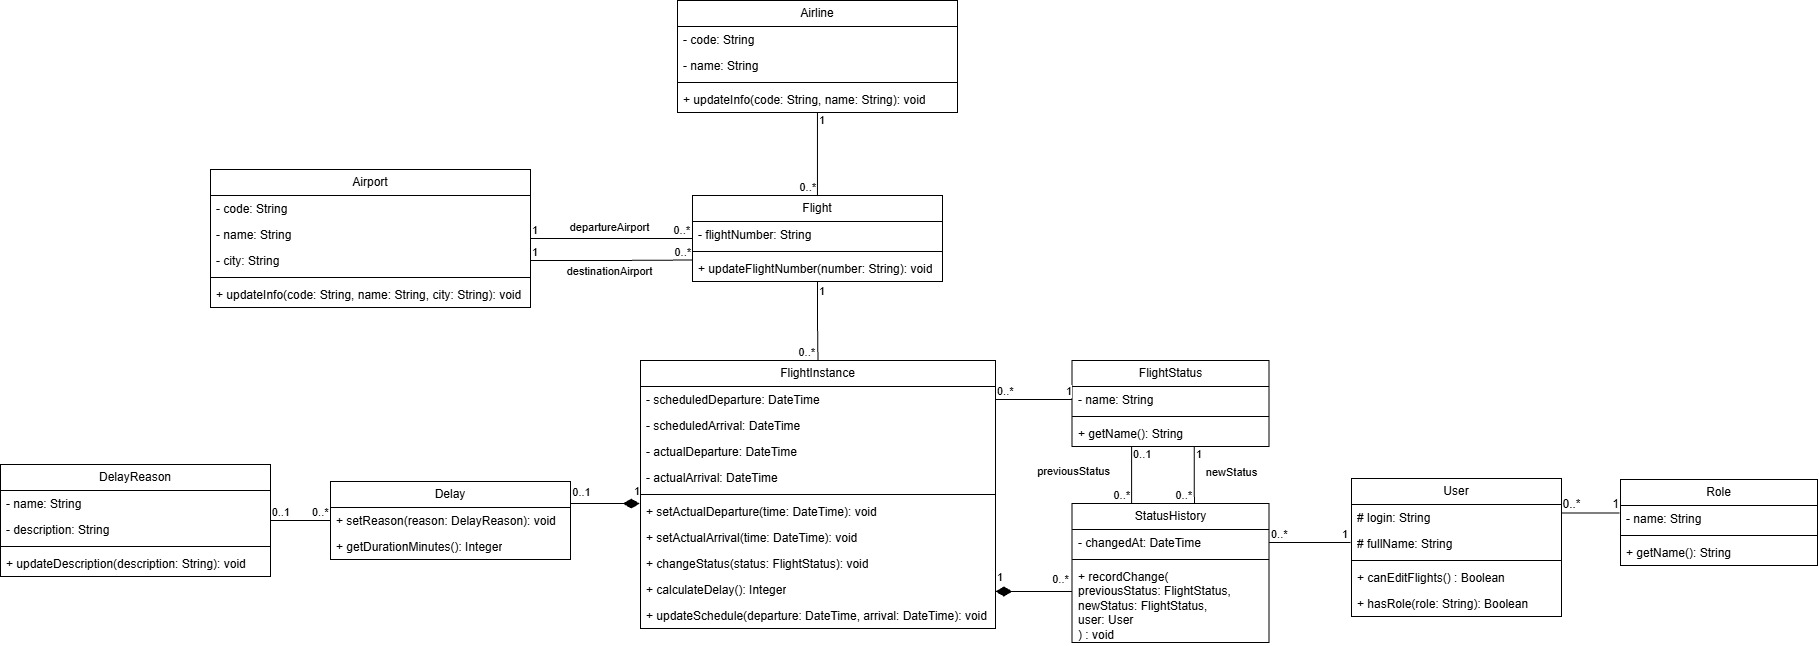 Airline
- code: String
- name: String
+ updateInfo(code: String, name: String): void
1
0..*
Airport
- code: String
- name: String
- city: String
+ updateInfo(code: String, name: String, city: String): void
1
departureAirport
0..*
1
destinationAirport
0..*
Flight
- flightNumber: String
+ updateFlightNumber(number: String): void
1
0..*
FlightInstance
- scheduledDeparture: DateTime
- scheduledArrival: DateTime
- actualDeparture: DateTime
- actualArrival: DateTime
+ setActualDeparture(time: DateTime): void
+ setActualArrival(time: DateTime): void
+ changeStatus(status: FlightStatus): void
+ calculateDelay(): Integer
+ updateSchedule(departure: DateTime, arrival: DateTime): void
0..*
1
FlightStatus
- name: String
+ getName(): String
0..1
1
previousStatus
newStatus
0..*
0..*
DelayReason
- name: String
- description: String
+ updateDescription(description: String): void
0..1
0..*
Delay
+ setReason(reason: DelayReason): void
+ getDurationMinutes(): Integer
0..1
1
1
0..*
StatusHistory
- changedAt: DateTime
+ recordChange(
previousStatus: FlightStatus,
newStatus: FlightStatus,
user: User
) : void
0..*
1
User
# login: String
# fullName: String
+ canEditFlights() : Boolean
+ hasRole(role: String): Boolean
0..*
1
Role
- name: String
+ getName(): String